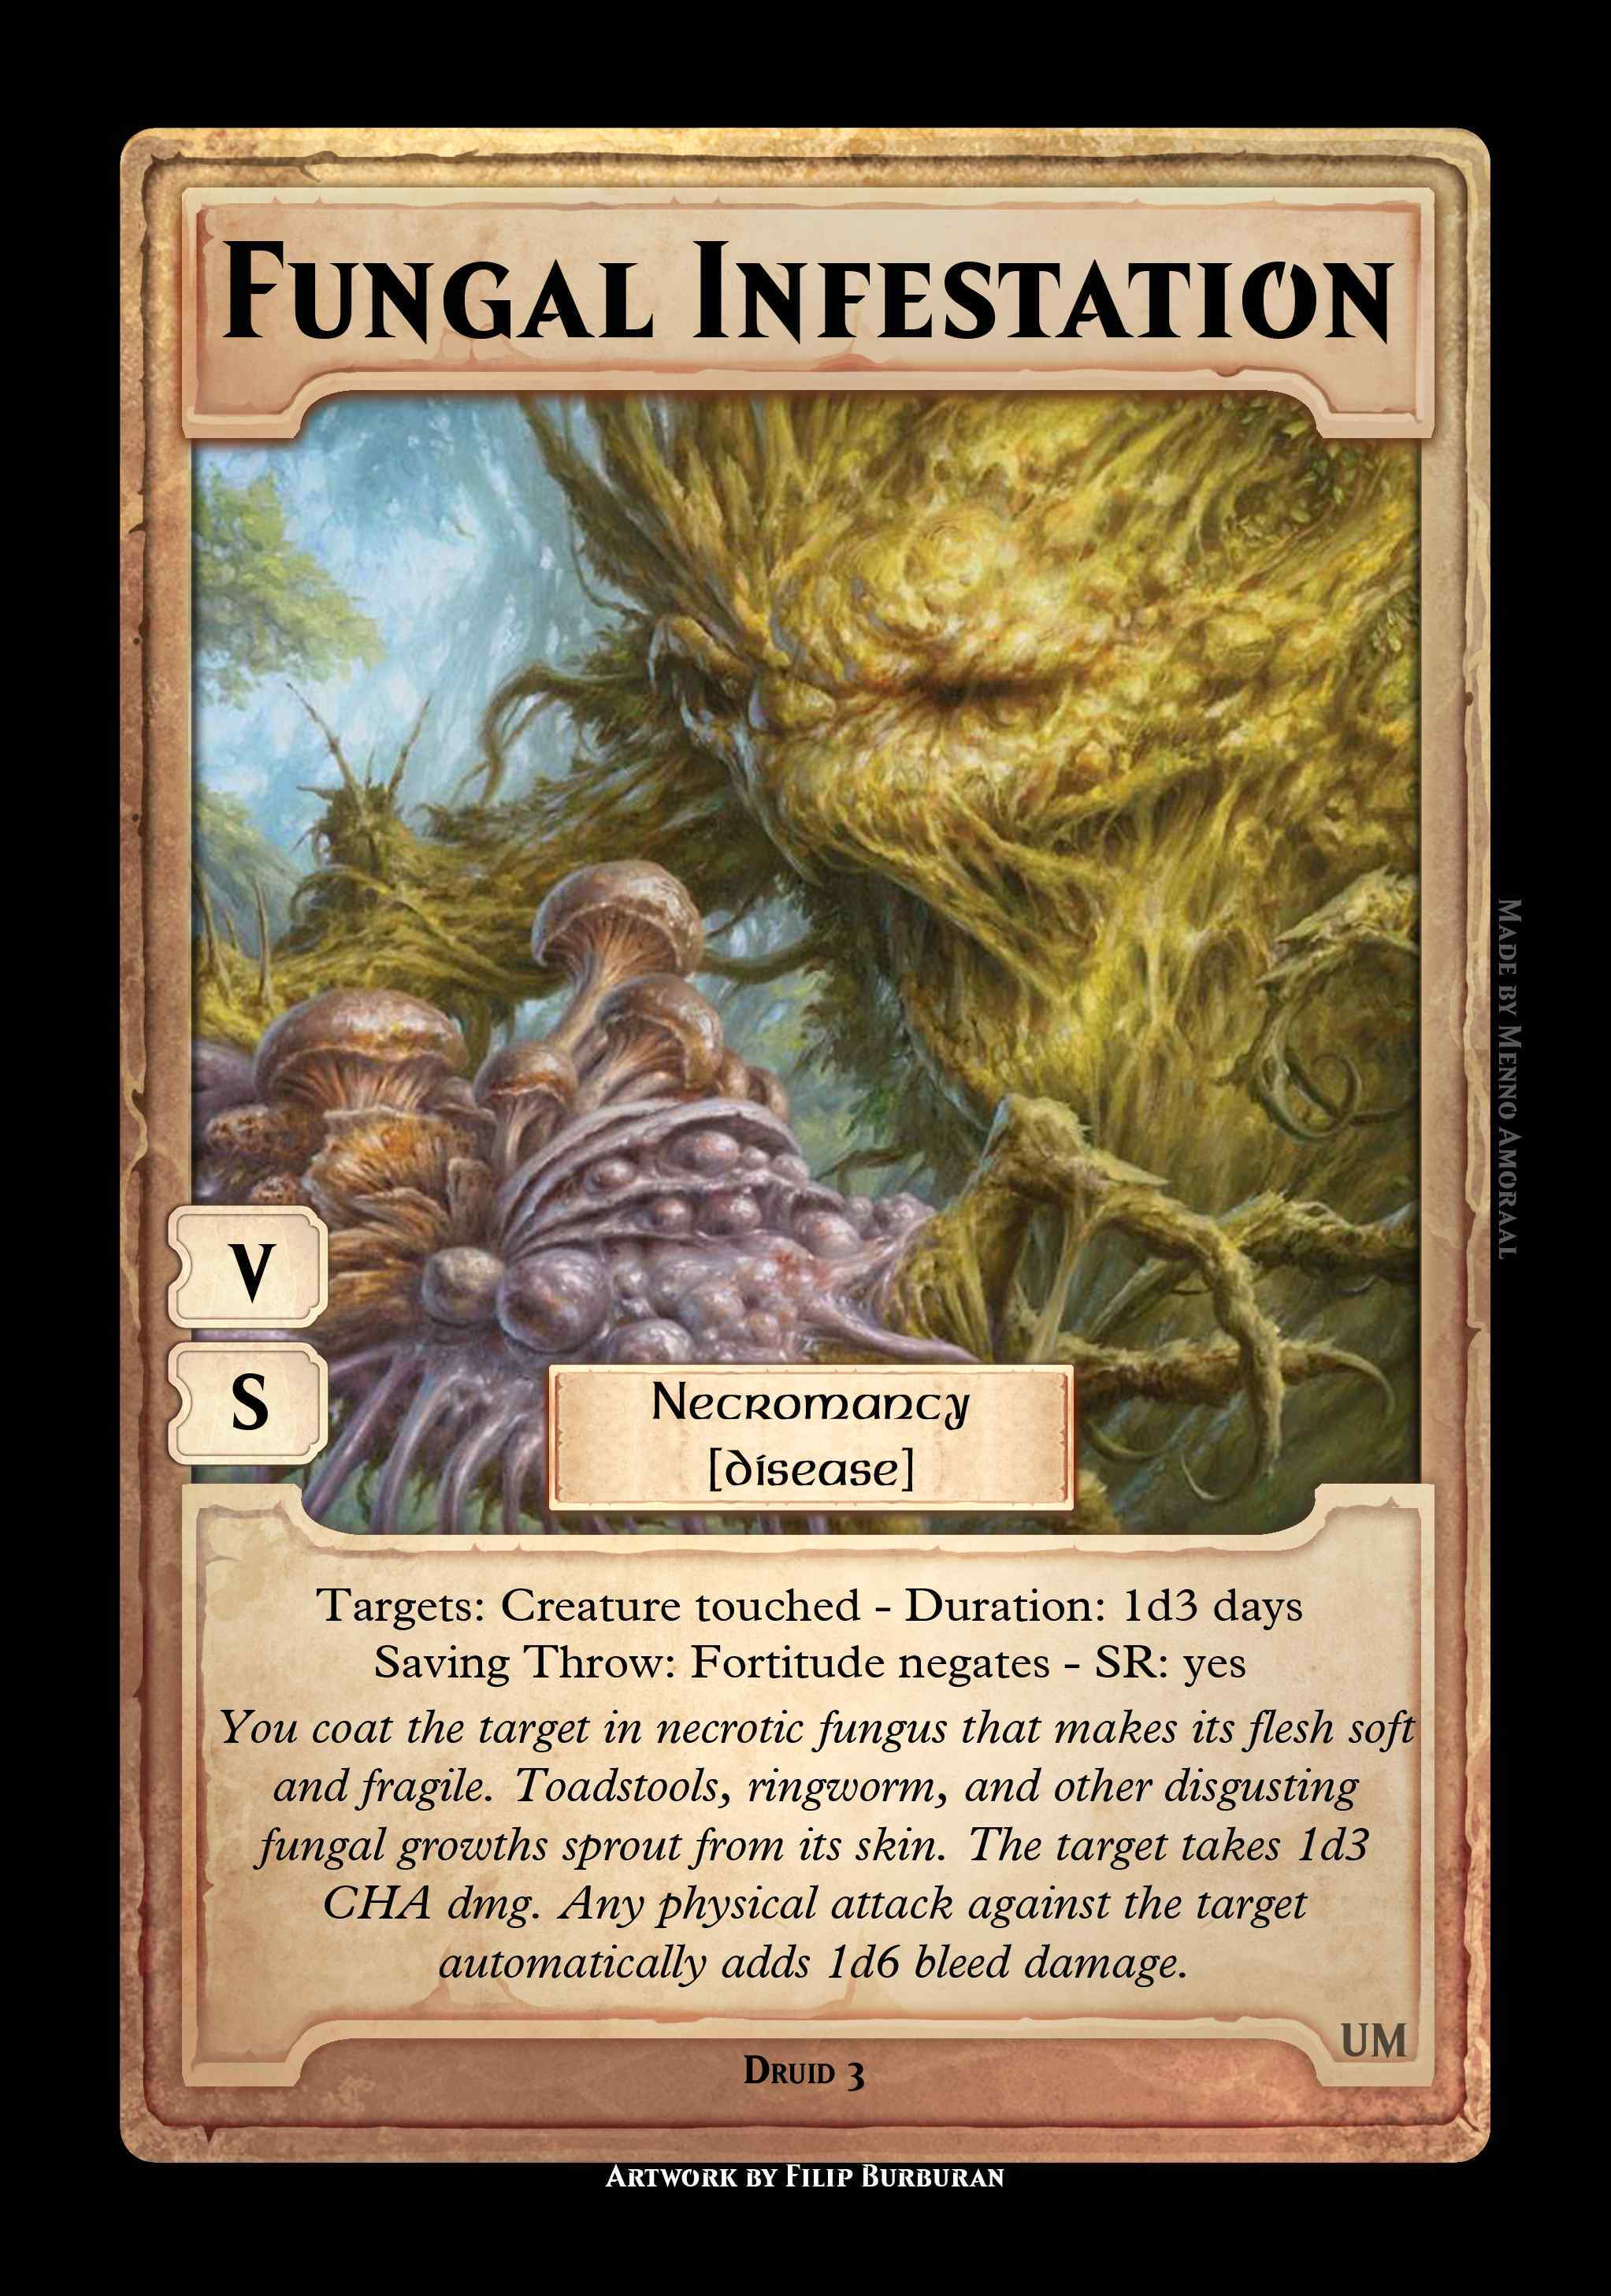 Fungal Infestation
Made by Menno Amoraal
V
S
Necromancy
[disease]
Targets: Creature touched - Duration: 1d3 days
Saving Throw: Fortitude negates - SR: yes
You coat the target in necrotic fungus that makes its flesh soft
and fragile. Toadstools, ringworm, and other disgusting
fungal growths sprout from its skin. The target takes 1d3
CHA dmg. Any physical attack against the target
automatically adds 1d6 bleed damage.
UM
Druid 3
Artwork by Filip Burburan